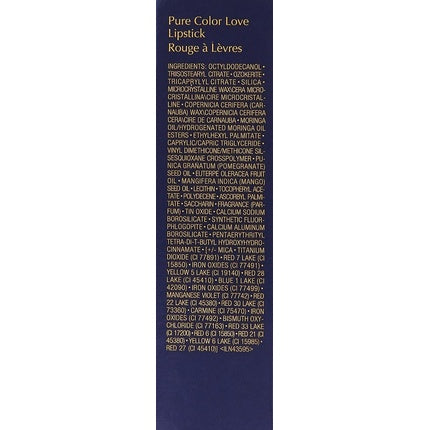 Pure Color Love
Lipstick
Rouge à Lèvres
INGREDIENTS: OCTYLDODECANOL •
TRIISOSTEARYL CITRATE • OZOKERITE •
TRICAPRYLYL CITRATE • SILICA •
MICROCRYSTALLINE WAX\CERA MICRO-
CRISTALLINA\CIRE MICROCRISTAL-
LINE • COPERNICIA CERIFERA (CAR-
NAUBA) WAX\COPERNICIA CERIFERA
CERA\CIRE DE CARNAUBA • MORINGA
OIL/HYDROGENATED MORINGA OIL
ESTERS • ETHYLHEXYL PALMITATE •
CAPRYLIC/CAPRIC TRIGLYCERIDE •
VINYL DIMETHICONE/METHICONE SIL-
SESQUIOXANE CROSSPOLYMER • PU-
NICA GRANATUM (POMEGRANATE)
SEED OIL • EUTERPE OLERACEA FRUIT
OIL • MANGIFERA INDICA (MANGO)
SEED OIL • LECITHIN • TOCOPHERYL ACE-
TATE • POLYDECENE • ASCORBYL PALMI-
TATE • SACCHARIN • FRAGRANCE (PAR-
FUM) • TIN OXIDE • CALCIUM SODIUM
BOROSILICATE • SYNTHETIC FLUOR-
PHLOGOPITE • CALCIUM ALUMINUM
BOROSILICATE • PENTAERYTHRITYL
TETRA-DI-T-BUTYL HYDROXYHYDRO-
CINNAMATE • [+/- MICA • TITANIUM
DIOXIDE (CI 77891) • RED 7 LAKE (CI
15850) • IRON OXIDES (CI 77491) •
YELLOW 5 LAKE (CI 19140) • RED 28
LAKE (CI 45410) • BLUE 1 LAKE (CI
42090) • IRON OXIDES (CI 77499) •
MANGANESE VIOLET (CI 77742) • RED
22 LAKE (CI 45380) • RED 30 LAKE (CI
73360) • CARMINE (CI 75470) • IRON
OXIDES (CI 77492) • BISMUTH OXY-
CHLORIDE (CI 77163) • RED 33 LAKE
(CI 17200) • RED 6 (CI 15850) • RED 21 (CI
45380) • YELLOW 6 LAKE (CI 15985) •
RED 27 (CI 45410)] <ILN43595>